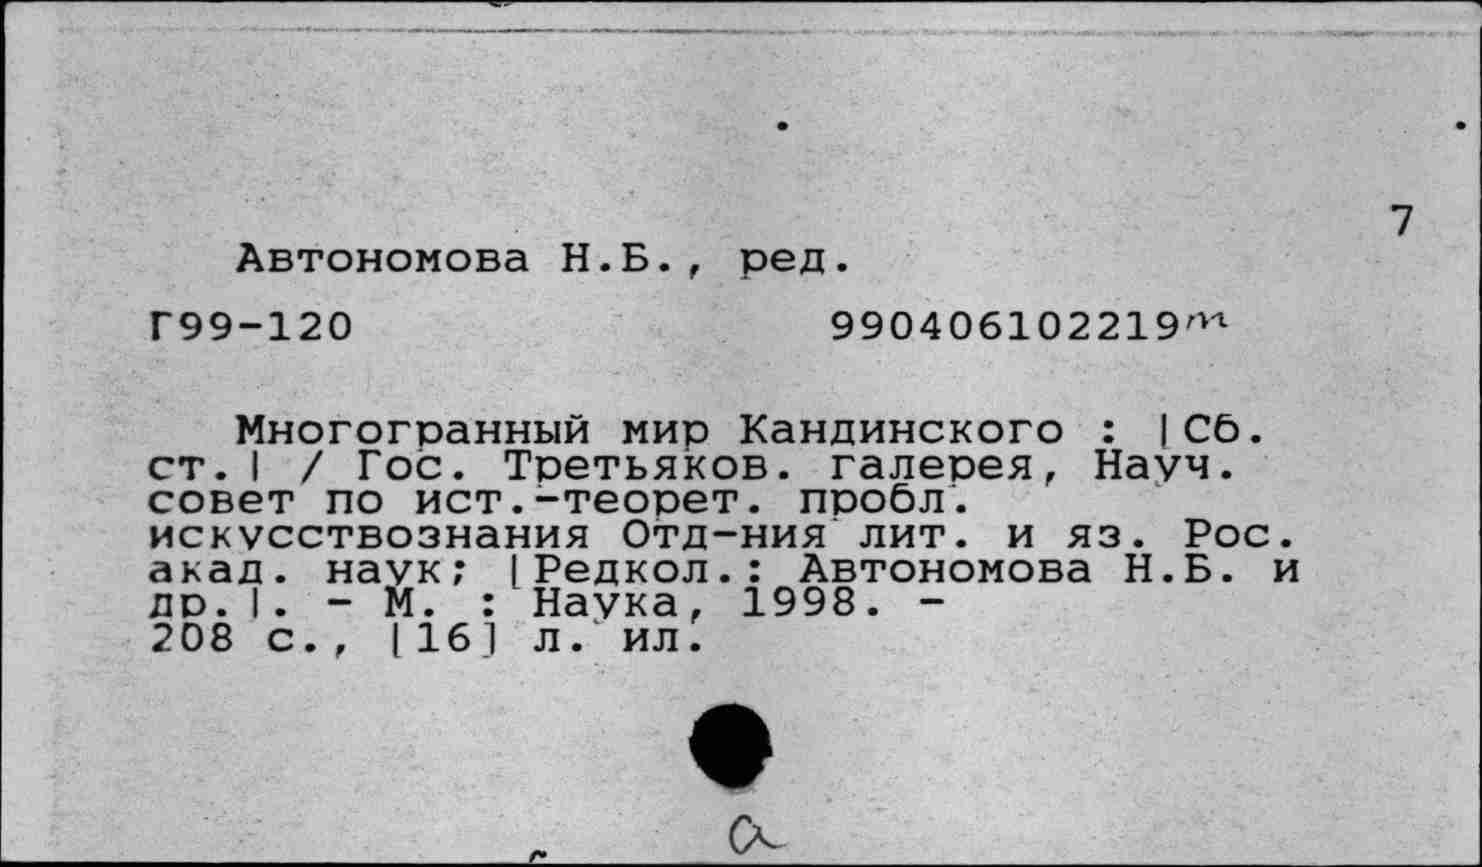 7
Автономова Н.Б., ред.
Г99-120 990406102219т
Многогранный мир Кандинского : [Сб.
ст.] / Гос. Третьяков. галерея, Науч.
совет по ист.-теорет. пробл.
искусствознания Отд-ния лит. и яз. Рос.
акад. наук; [Редкол.: Автономова Н.Б. и
др.]. - М. : Наука, 1998. -
208 с., [16] л. ил.
а